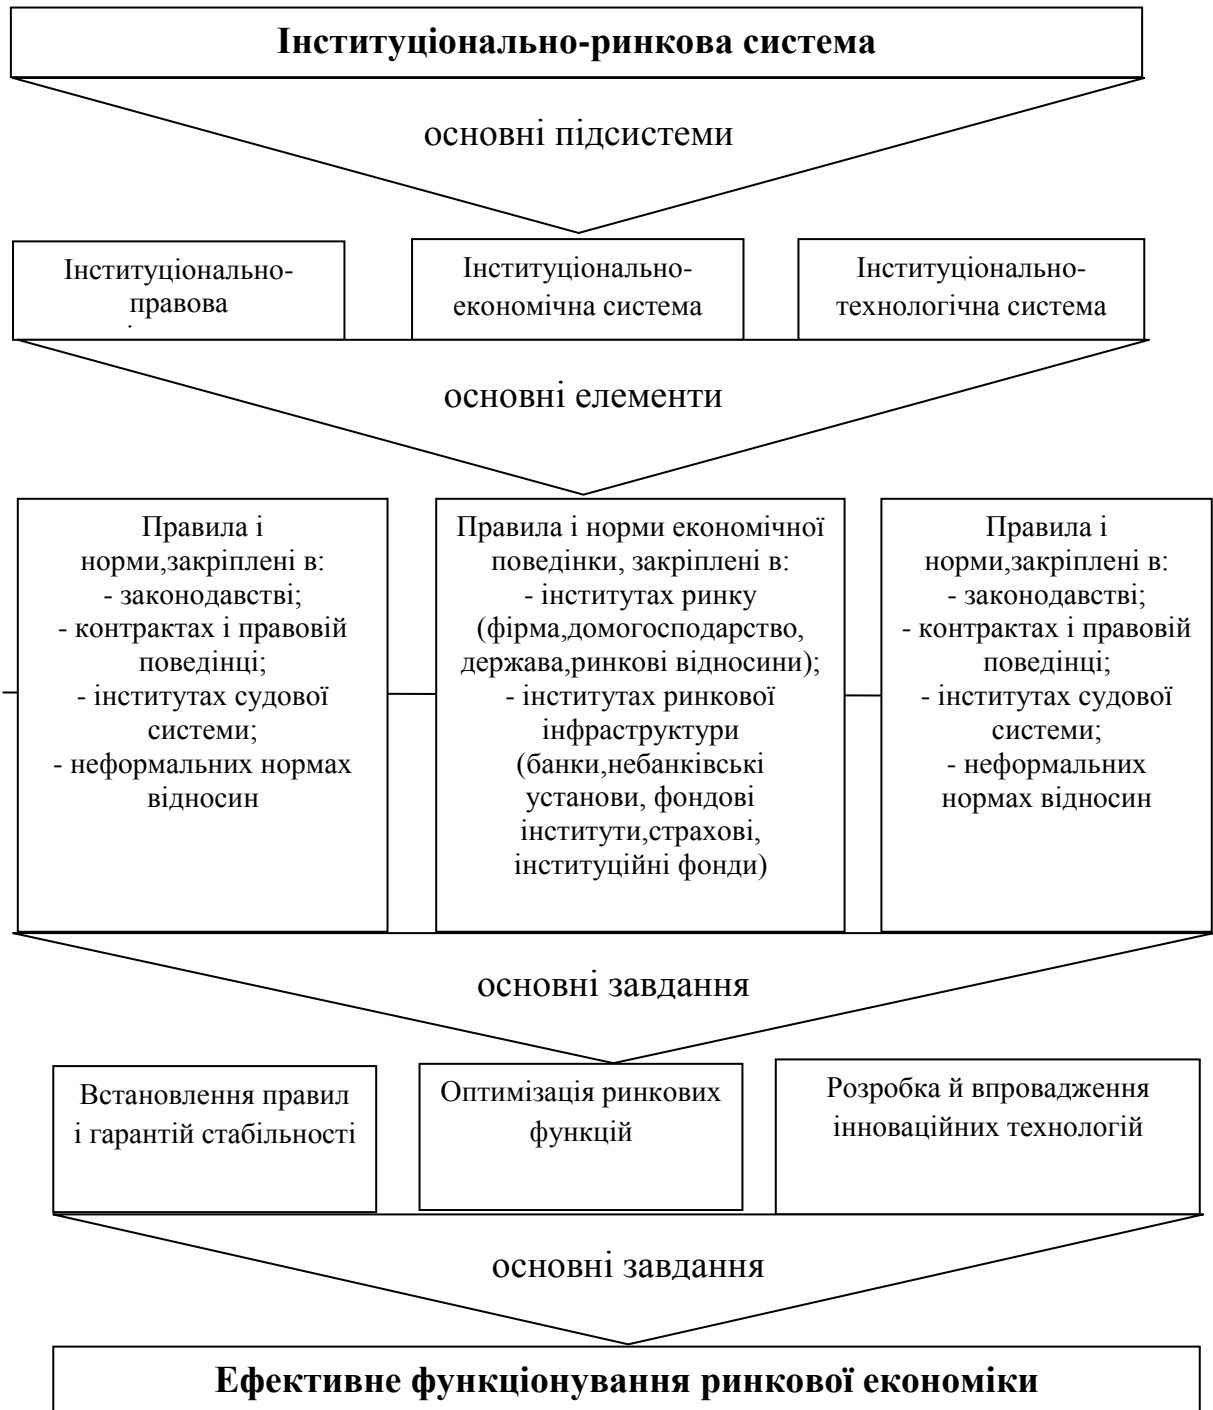 Інституціонально-ринкова система
основні підсистеми
Інституціонально-
правова
Інституціонально-
економічна система
Інституціонально-
технологічна система
основні елементи
Правила і
норми,закріплені в:
- законодавстві;
- контрактах і правовій
поведінці;
- інститутах судової
системи;
- неформальних нормах
відносин
Правила і норми економічної
поведінки, закріплені в:
- інститутах ринку
(фірма,домогосподарство,
держава,ринкові відносини);
- інститутах ринкової
інфраструктури
(банки,небанківські
установи, фондові
інститути,страхові,
інституційні фонди)
Правила і
норми,закріплені в:
- законодавстві;
- контрактах і правовій
поведінці;
- інститутах судової
системи;
- неформальних
нормах відносин
основні завдання
Встановлення правил
і гарантій стабільності
Оптимізація ринкових
функцій
Розробка й впровадження
інноваційних технологій
основні завдання
Ефективне функціонування ринкової економіки